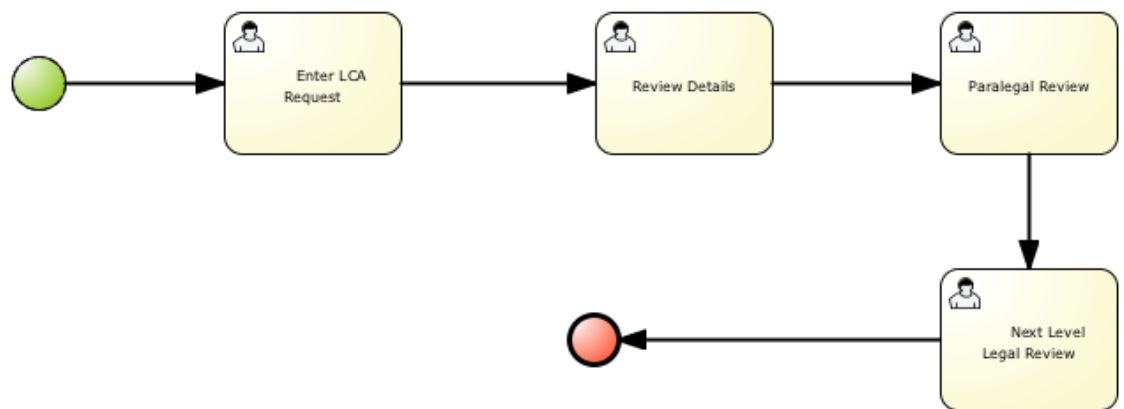 Enter LCA
Request
Review Details
Paralegal Review
Next Level
Legal Review